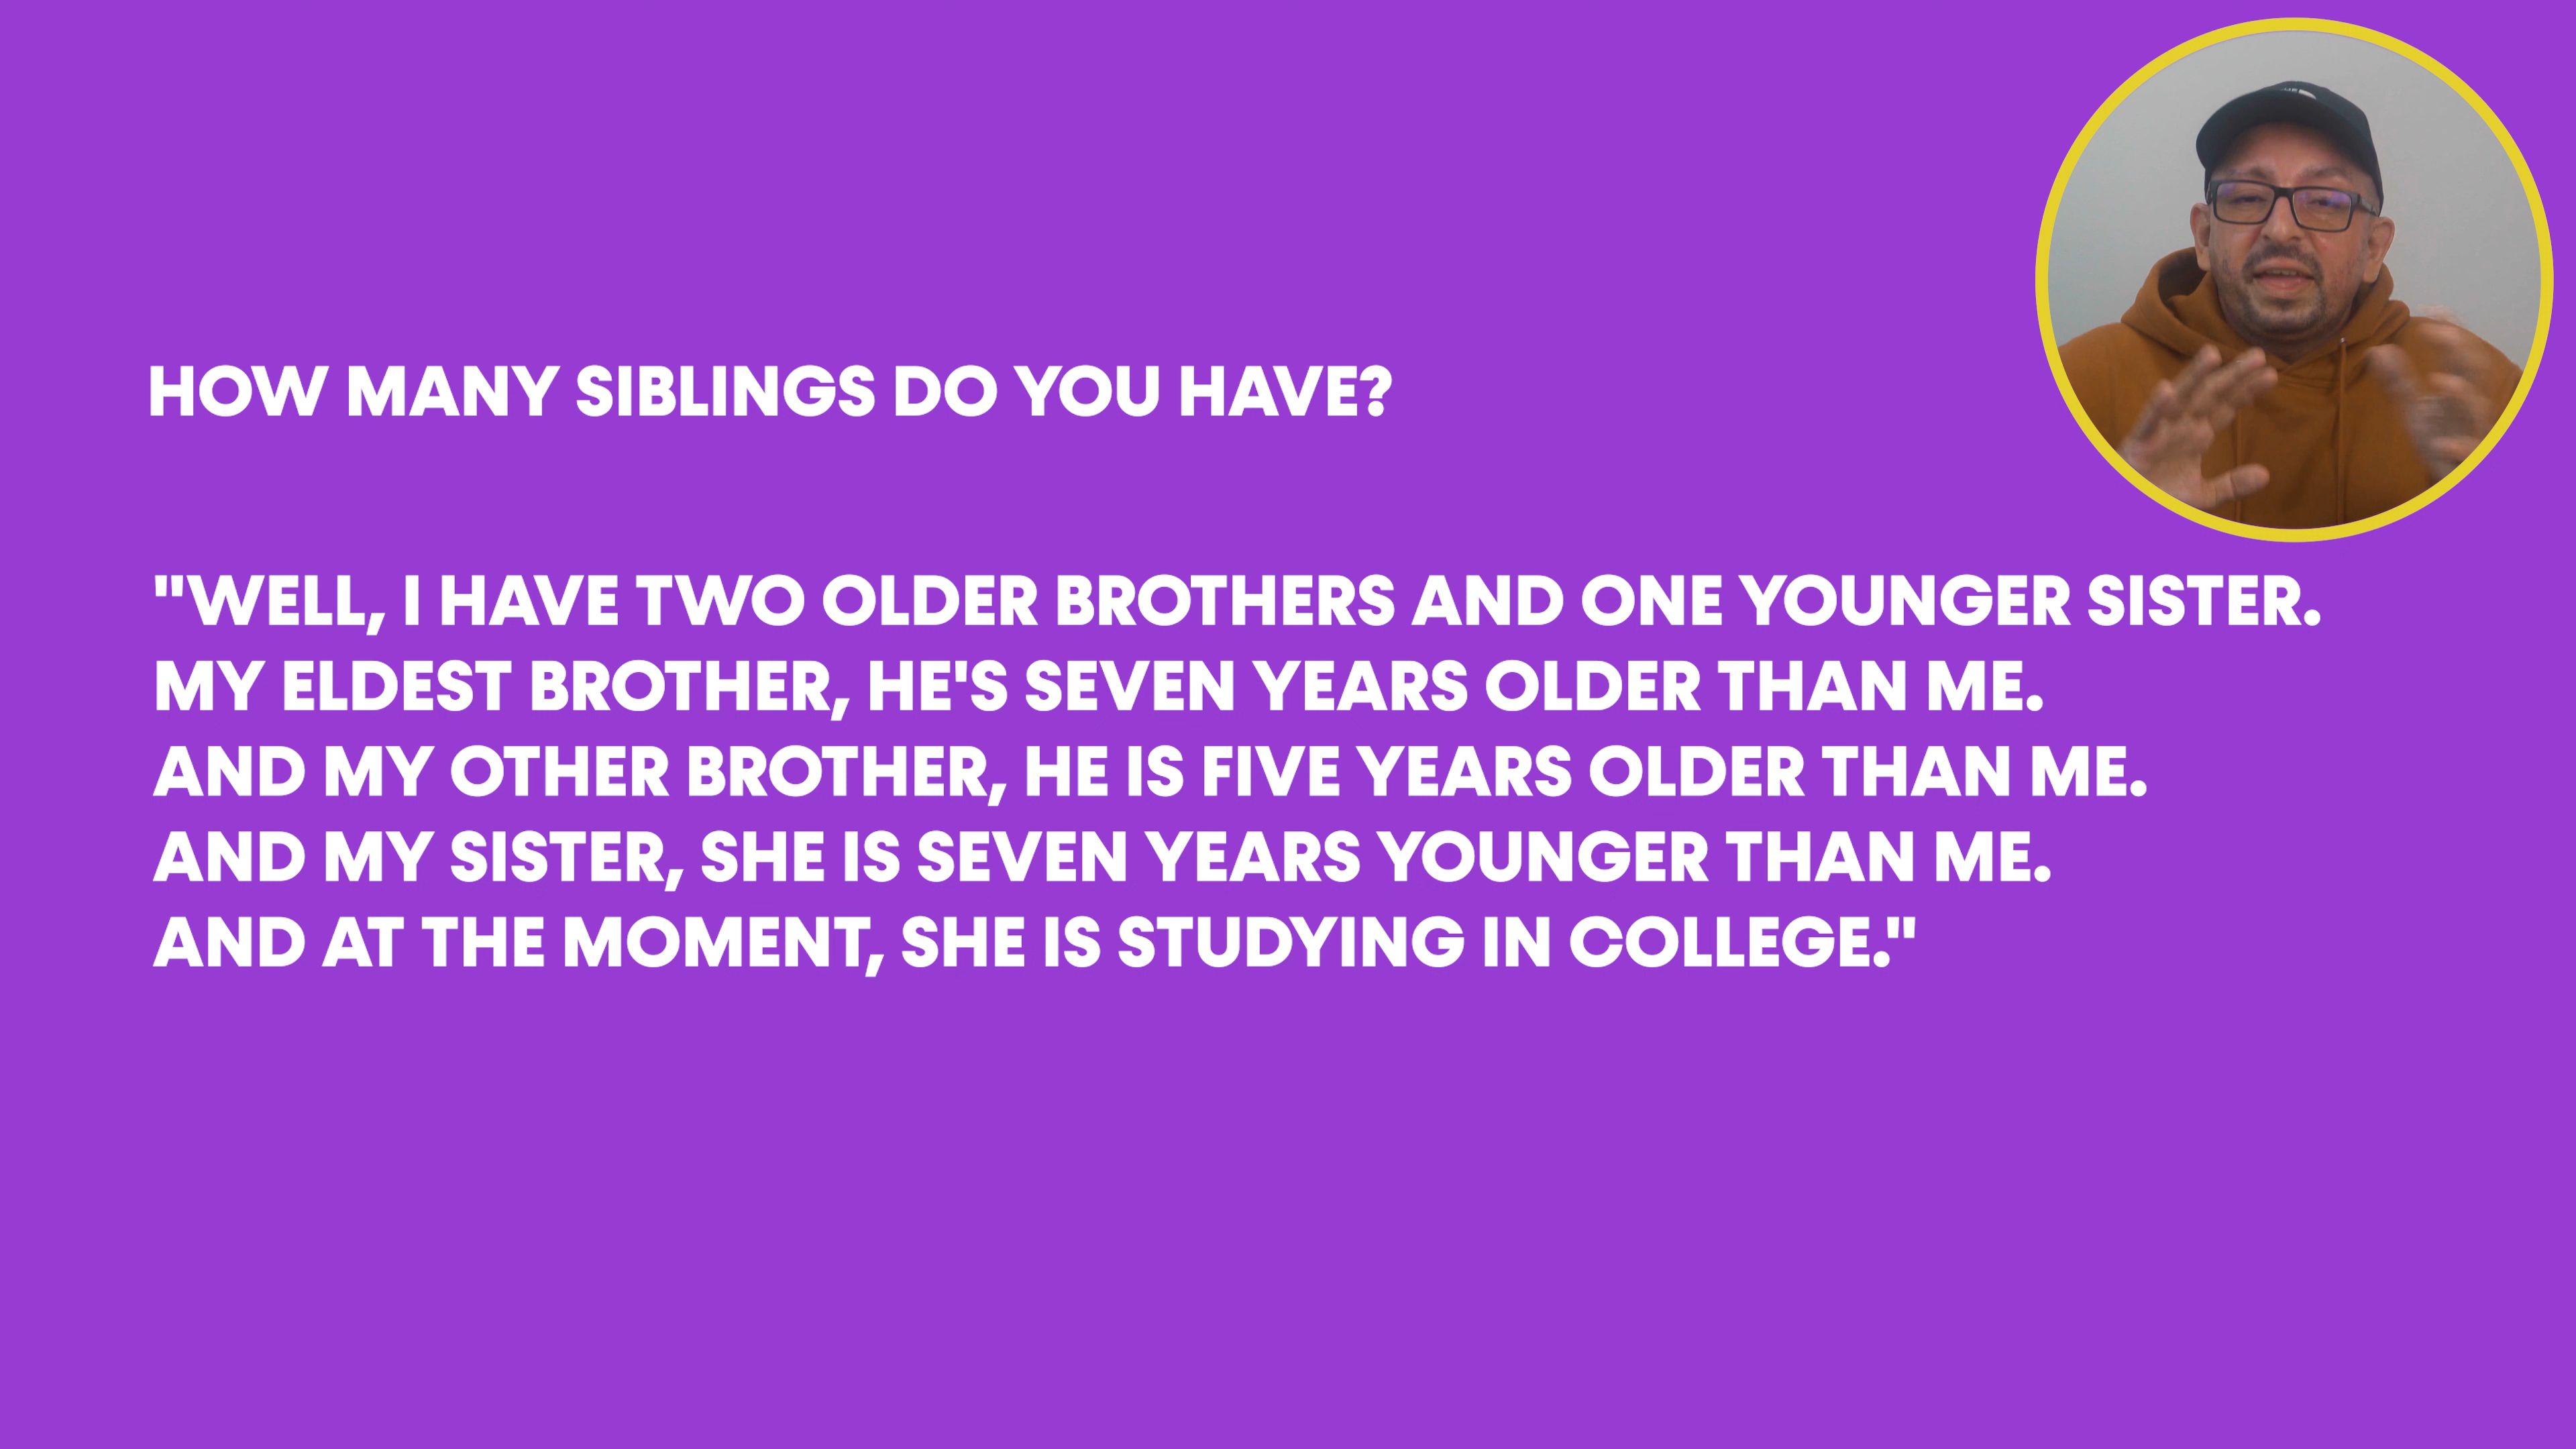 HOW MANY SIBLINGS DO YOU HAVE?
"WELL, I HAVE TWO OLDER BROTHERS AND ONE YOUNGER SISTER.
MY ELDEST BROTHER, HE'S SEVEN YEARS OLDER THAN ME.
AND MY OTHER BROTHER, HE IS FIVE YEARS OLDER THAN ME.
AND MY SISTER, SHE IS SEVEN YEARS YOUNGER THAN ME.
AND AT THE MOMENT, SHE IS STUDYING IN COLLEGE."